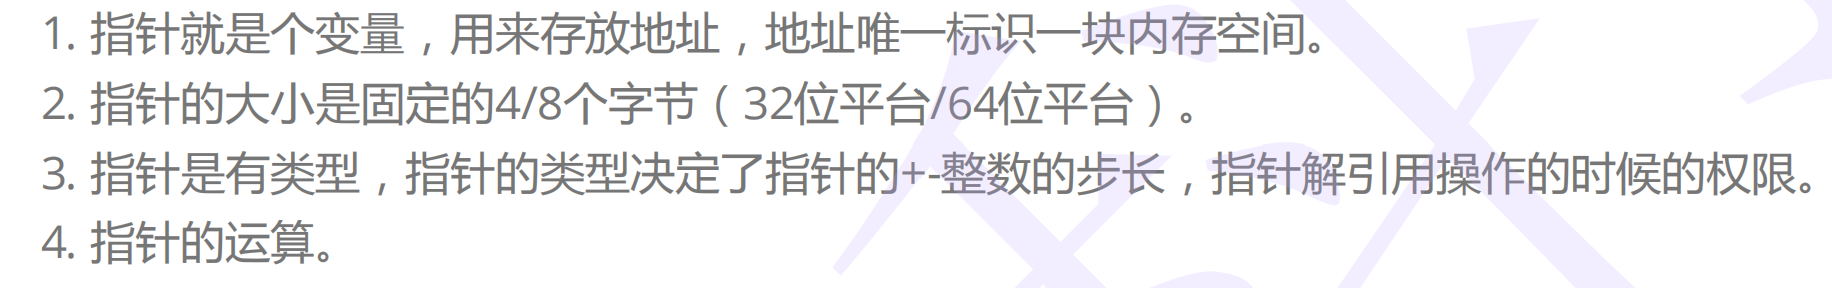 1. 指针就是个变量，用来存放地址，地址唯一标识一块内存空间。
2. 指针的大小是固定的4/8个字节（32位平台/64位平台）。
3. 指针是有类型，指针的类型决定了指针的+-整数的步长，指针解引用操作的时候的权限。
4. 指针的运算。